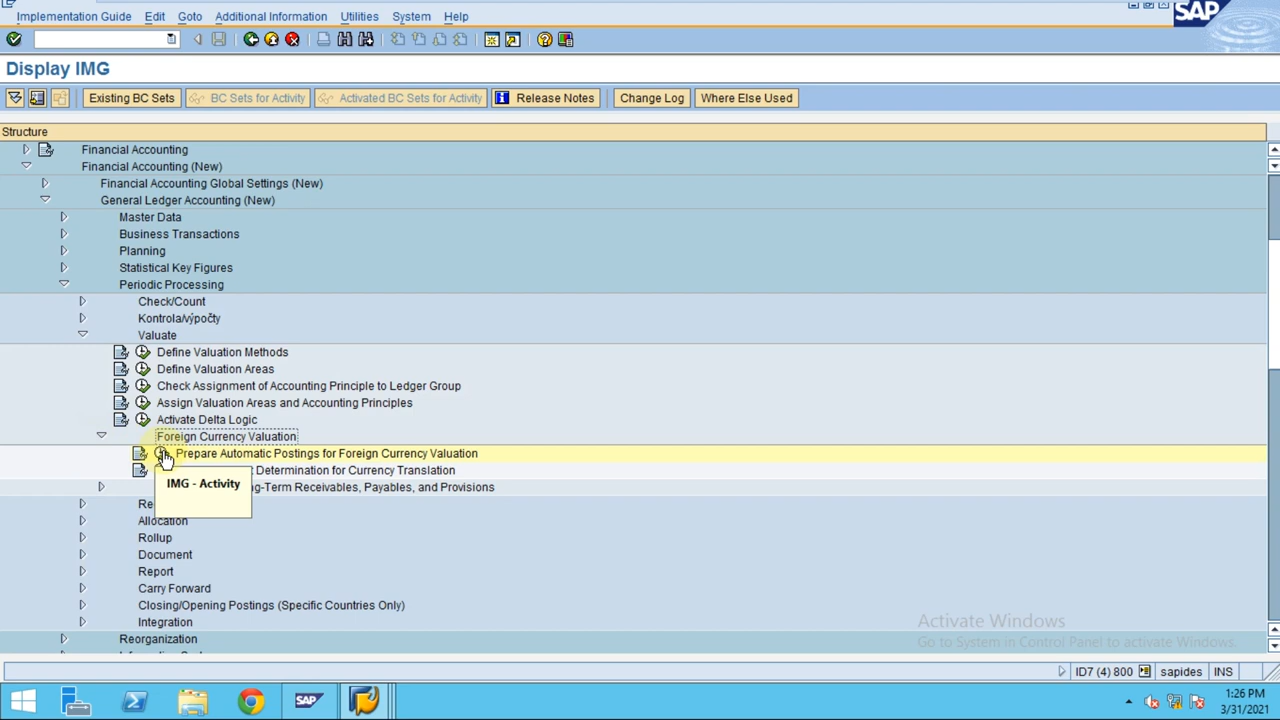 Implementation Guide Edit Goto Additional Information Utilities System Help
SAP
Display IMG
Existing BC Sets BC Sets for Activity Activated BC Sets for Activity Release Notes Change Log Where Else Used
Structure
Financial Accounting
Financial Accounting (New)
Financial Accounting Global Settings (New)
General Ledger Accounting (New)
Master Data
Business Transactions
Planning
Statistical Key Figures
Periodic Processing
Check/Count
Kontrola/výpočty
Valuate
Define Valuation Methods
Define Valuation Areas
Check Assignment of Accounting Principle to Ledger Group
Assign Valuation Areas and Accounting Principles
Activate Delta Logic
Foreign Currency Valuation
Prepare Automatic Postings for Foreign Currency Valuation
Determination for Currency Translation
IMG - Activity
ng-Term Receivables, Payables, and Provisions
Re
Allocation
Rollup
Document
Report
Carry Forward
Closing/Opening Postings (Specific Countries Only)
Integration
Reorganization
Activate Windows
Go to System in Control Panel to activate Windows.
ID7 (4) 800 sapides INS
SAP
1:26 PM
3/31/2021